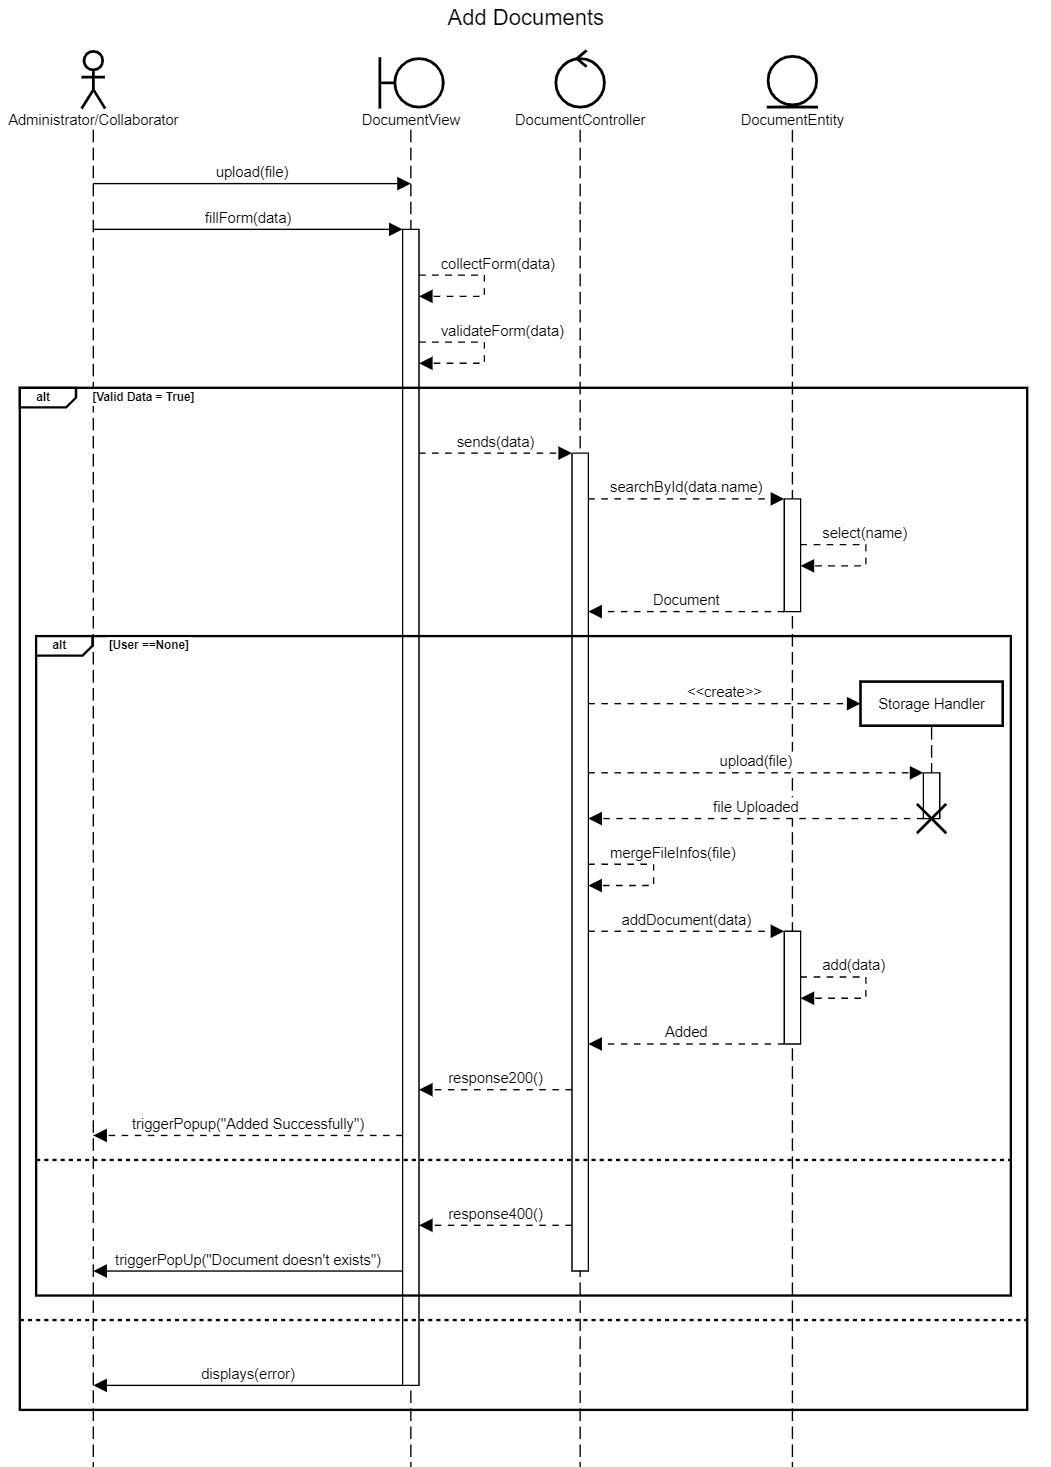 Add Documents
Administrator/Collaborator
DocumentView
DocumentController
DocumentEntity
upload(file)
fillForm(data)
collectForm(data)
validateForm(data)
alt
[Valid Data = True]
sends(data)
searchById(data.name)
select(name)
Document
alt
[User ==None]
<<create>>
Storage Handler
upload(file)
file Uploaded
mergeFileInfos(file)
addDocument(data)
add(data)
Added
response200()
triggerPopup("Added Successfully")
response400()
triggerPopUp("Document doesn't exists")
displays(error)